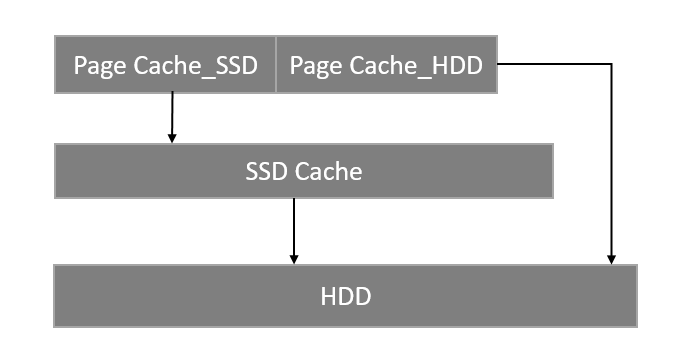 Page Cache_SSD
Page Cache_HDD
SSD Cache
HDD